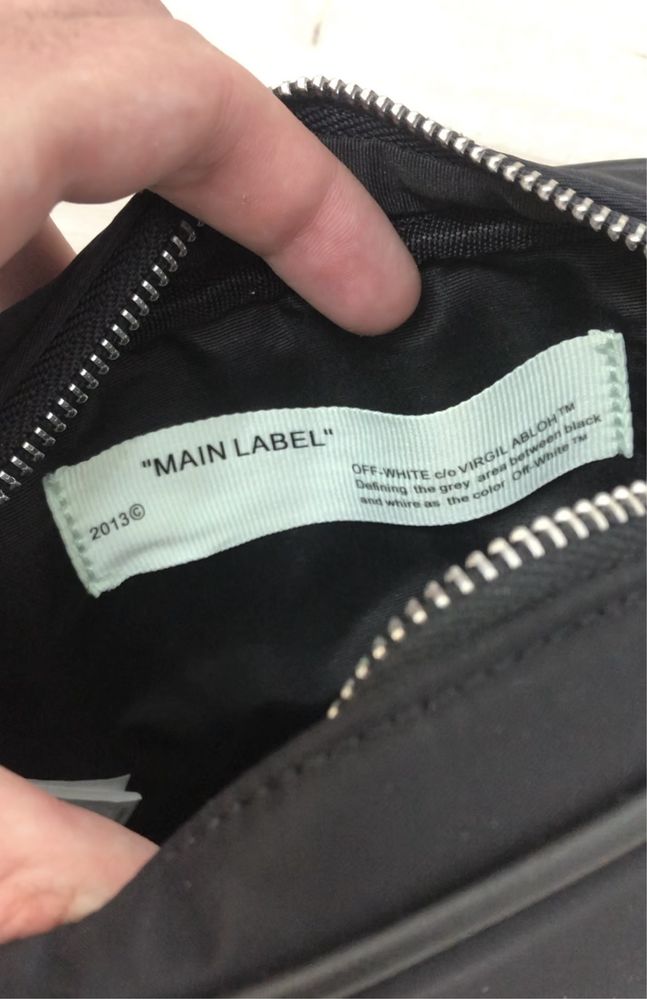 "MAIN LABEL"
2013©
OFF-WHITE c/o VIRGIL ABLOH™
Defining the grey area between black
and whire as the color Off-White™